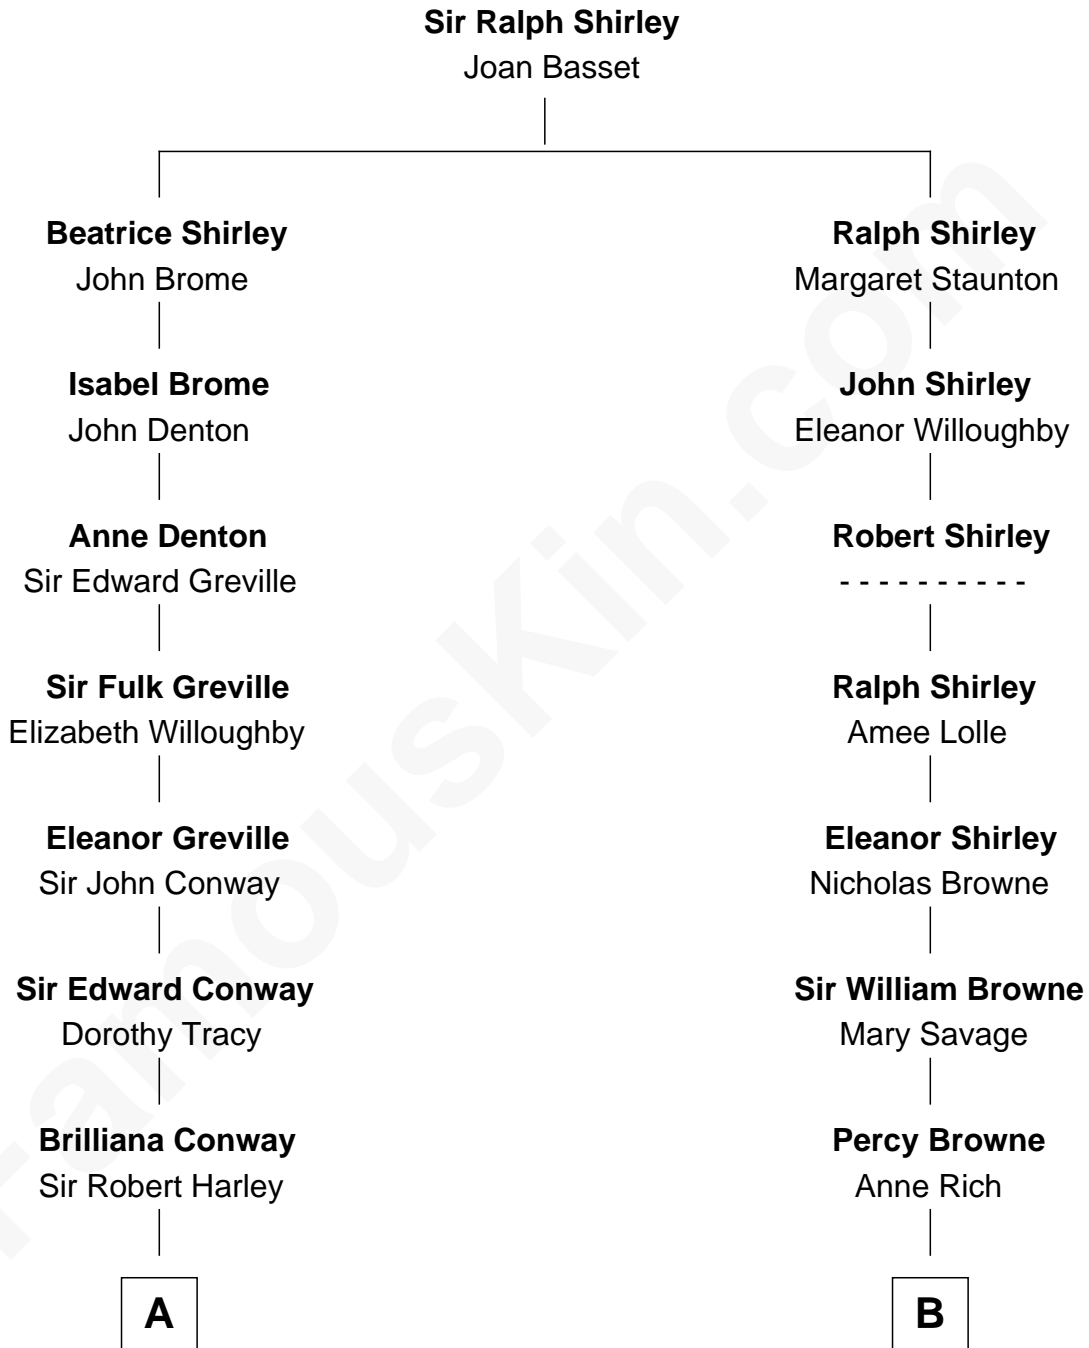 Sir Ralph Shirley
Joan Basset
Beatrice Shirley
John Brome
Ralph Shirley
Margaret Staunton
Isabel Brome
John Denton
John Shirley
Eleanor Willoughby
Anne Denton
Sir Edward Greville
Robert Shirley
- - - - - - - - - -
Sir Fulk Greville
Elizabeth Willoughby
Ralph Shirley
Amee Lolle
Eleanor Greville
Sir John Conway
Eleanor Shirley
Nicholas Browne
Sir Edward Conway
Dorothy Tracy
Sir William Browne
Mary Savage
Brilliana Conway
Sir Robert Harley
Percy Browne
Anne Rich
A
B
FamousKin.com